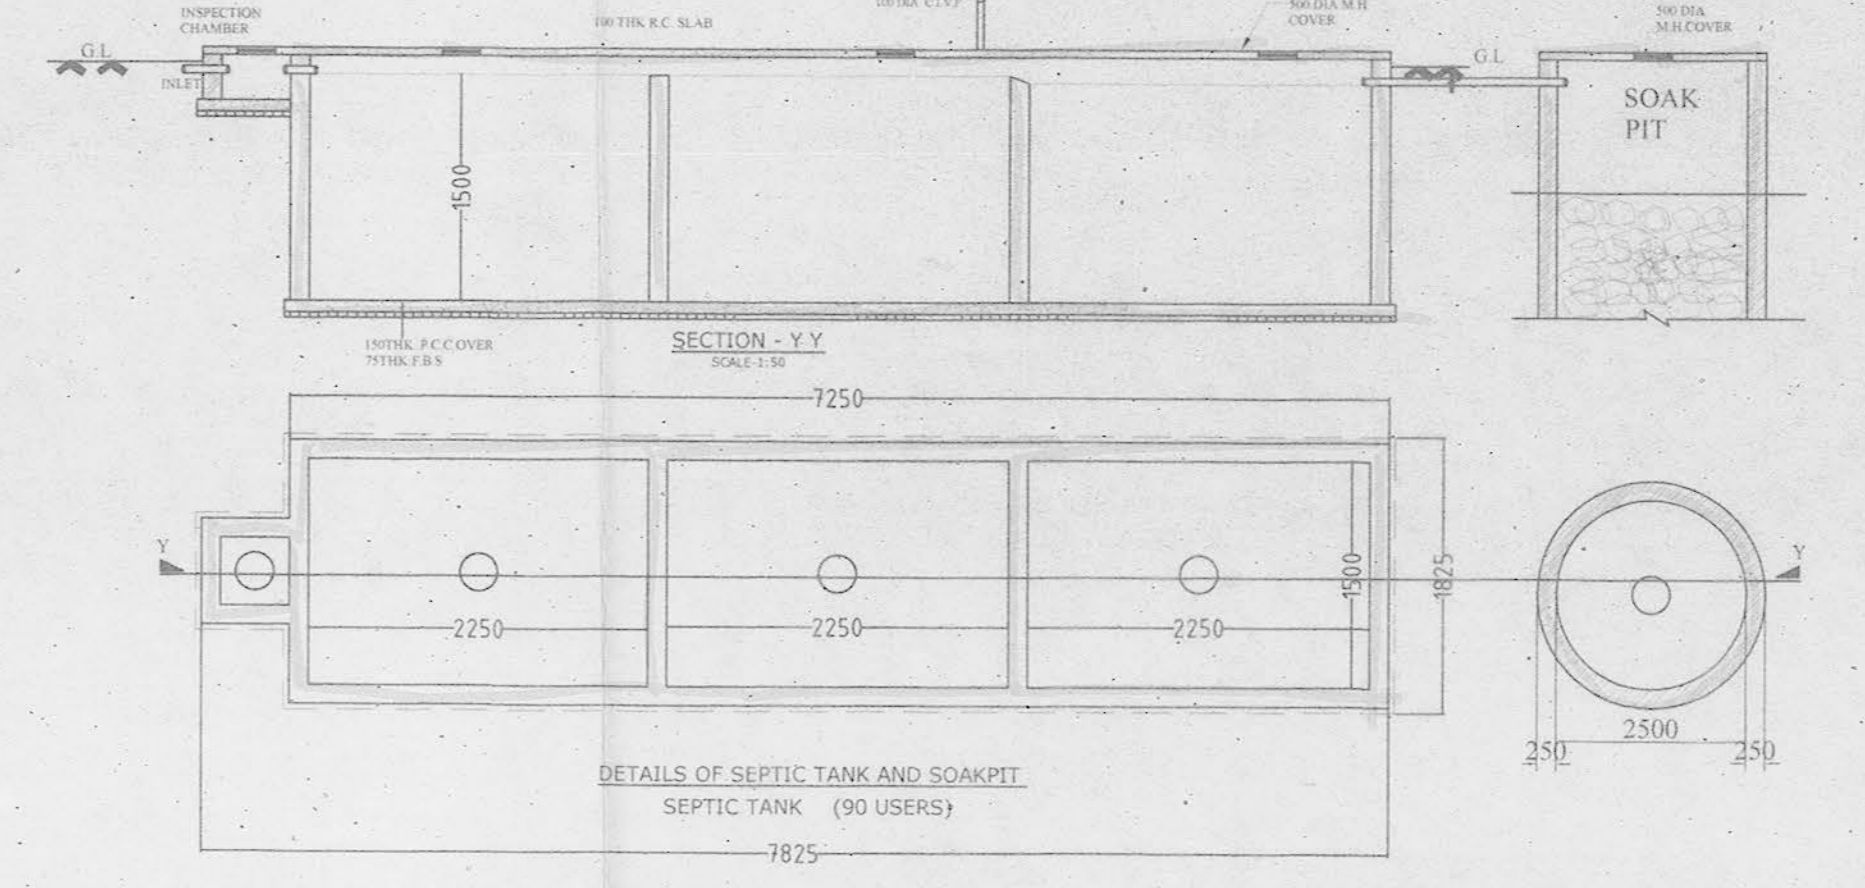 INSPECTION
CHAMBER
100 THK R.C. SLAB
100 DIA C.I.V.P
500 DIA M.H
COVER
500 DIA
M.H.COVER
G.L
INLET
G.L
SOAK
PIT
1500
150THK P.C.C OVER
75THK F.B.S
SECTION - Y Y
SCALE-1:50
7250
Y
Y
1500
1825
2250
2250
2250
2500
250
250
DETAILS OF SEPTIC TANK AND SOAKPIT
SEPTIC TANK (90 USERS)
7825